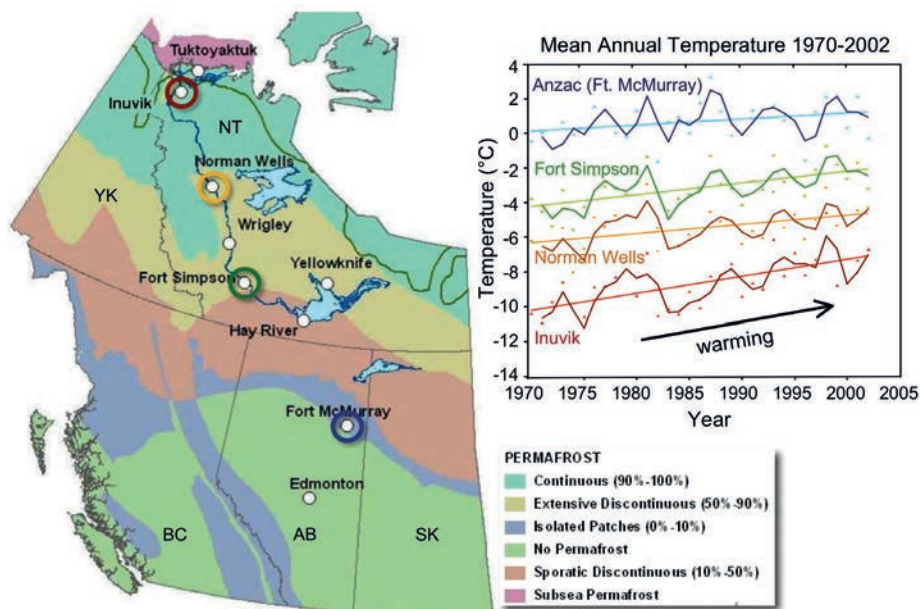 Tuktoyaktuk
Inuvik
NT
Norman Wells
YK
Wrigley
Fort Simpson
Yellowknife
Hay River
Fort McMurray
Edmonton
BC
AB
SK
Mean Annual Temperature 1970-2002
Temperature (°C)
4
2
0
-2
-4
-6
-8
-10
-12
-14
Anzac (Ft. McMurray)
Fort Simpson
Norman Wells
Inuvik
warming
1970
1975
1980
1985
1990
1995
2000
2005
Year
PERMAFROST
Continuous (90%-100%)
Extensive Discontinuous (50%-90%)
Isolated Patches (0%-10%)
No Permafrost
Sporatic Discontinuous (10%-50%)
Subsea Permafrost